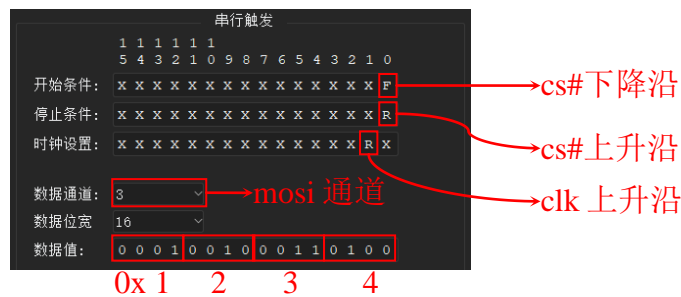 串行触发
1 1 1 1 1 1
5 4 3 2 1 0 9 8 7 6 5 4 3 2 1 0
开始条件: X X X X X X X X X X X X X X X F
cs#下降沿
停止条件: X X X X X X X X X X X X X X X R
cs#上升沿
时钟设置: X X X X X X X X X X X X X X R X
clk 上升沿
数据通道: 3
mosi 通道
数据位宽 16
数据值: 0 0 0 1 0 0 1 0 0 0 1 1 0 1 0 0
0x 1 2 3 4